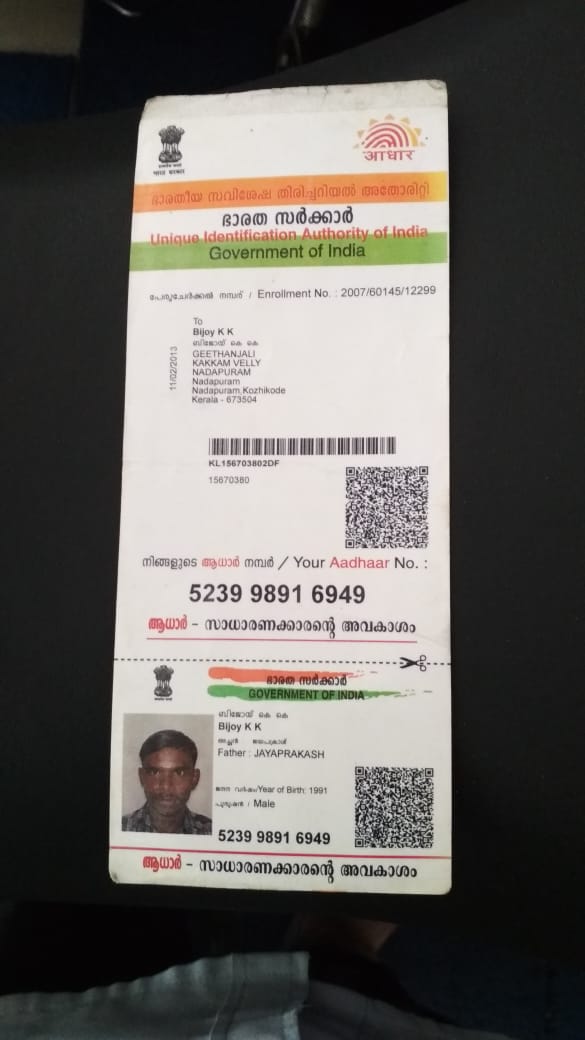 भारत सरकार
आधार
ഭാരതീയ സവിശേഷ തിരിച്ചറിയൽ അതോറിറ്റി
ഭാരത സർക്കാർ
Unique Identification Authority of India
Government of India
പേരുചേർക്കൽ നമ്പര് / Enrollment No. : 2007/60145/12299
11/02/2013
To
Bijoy K K
ബിജോയ് കെ കെ
GEETHANJALI
KAKKAM VELLY
NADAPURAM
Nadapuram
Nadapuram,Kozhikode
Kerala - 673504
KL156703802DF
15670380
നിങ്ങളുടെ ആധാർ നമ്പർ / Your Aadhaar No. :
5239 9891 6949
ആധാർ - സാധാരണക്കാരന്റെ അവകാശം
ഭാരത സർക്കാർ
GOVERNMENT OF INDIA
ബിജോയ് കെ കെ
Bijoy K K
അച്ഛൻ ജയപ്രകാശ്
Father : JAYAPRAKASH
ജനന വർഷം/Year of Birth: 1991
പുരുഷൻ / Male
5239 9891 6949
ആധാർ - സാധാരണക്കാരന്റെ അവകാശം